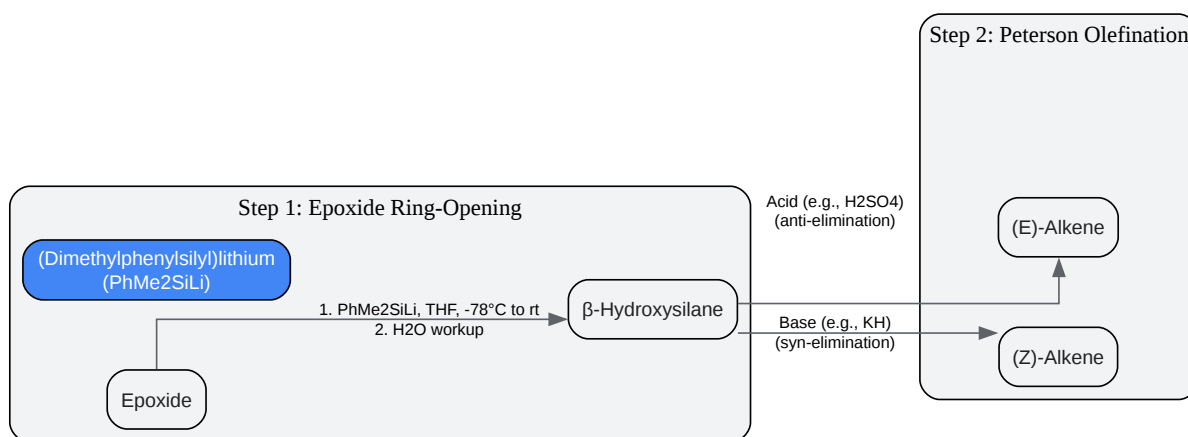 Step 2: Peterson Olefination
Step 1: Epoxide Ring-Opening
Acid (e.g., H2SO4)
(anti-elimination)
(E)-Alkene
(Dimethylphenylsilyl)lithium
(PhMe2SiLi)
1. PhMe2SiLi, THF, -78°C to rt
2. H2O workup
β-Hydroxysilane
Base (e.g., KH)
(syn-elimination)
(Z)-Alkene
Epoxide